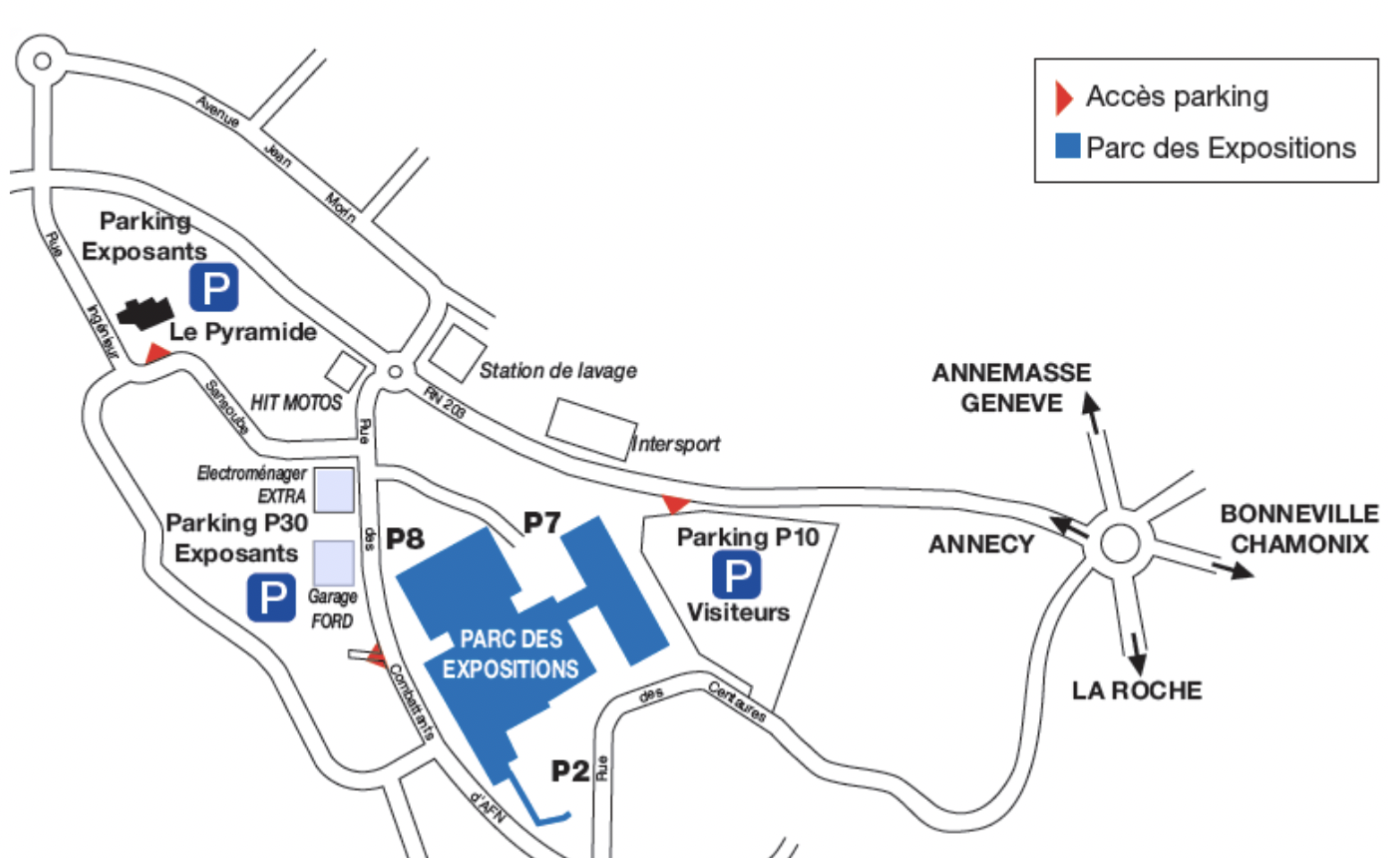 Accès parking
Parc des Expositions
Avenue
Jean
Morin
Parking
Exposants
P
Le Pyramide
Rue
Ingénieur
Sansoube
HIT MOTOS
Station de lavage
RN 203
Intersport
Rue
des
Combattants
d'AFN
Electroménager
EXTRA
Parking P30
Exposants
P
Garage
FORD
P8
P7
PARC DES
EXPOSITIONS
P2
Parking P10
P
Visiteurs
Rue
des
Centaures
ANNEMASSE
GENEVE
ANNECY
BONNEVILLE
CHAMONIX
LA ROCHE